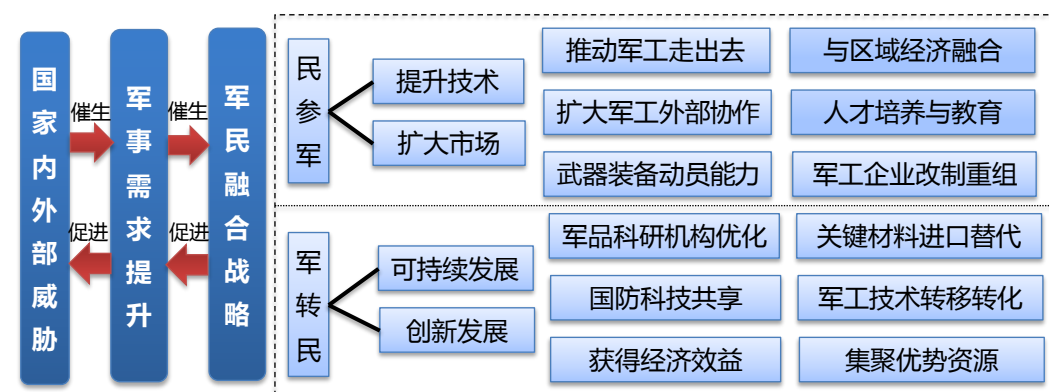 国家内外部威胁
催生
促进
军事需求提升
催生
促进
军民融合战略
民参军
提升技术
扩大市场
推动军工走出去
与区域经济融合
扩大军工外部协作
人才培养与教育
武器装备动员能力
军工企业改制重组
军转民
可持续发展
创新发展
军品科研机构优化
关键材料进口替代
国防科技共享
军工技术转移转化
获得经济效益
集聚优势资源